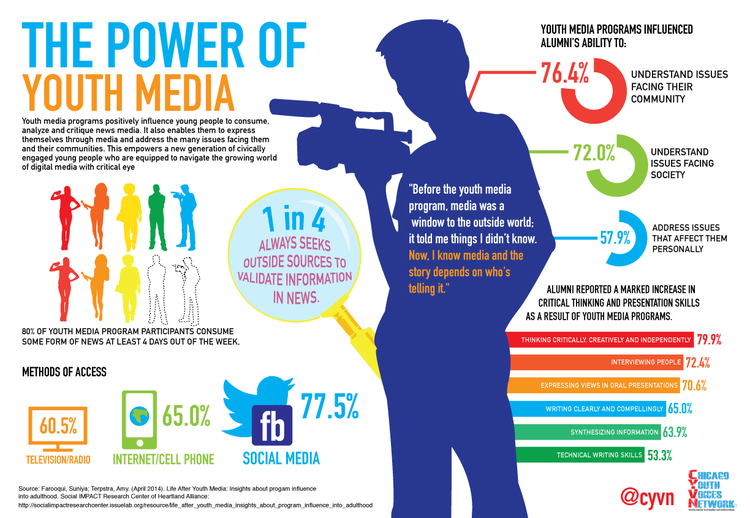 THE POWER OF
YOUTH MEDIA
Youth media programs positively influence young people to consume,
analyze and critique news media. It also enables them to express
themselves through media and address the many issues facing them
and their communities. This empowers a new generation of civically
engaged young people who are equipped to navigate the growing world
of digital media with critical eye
80% OF YOUTH MEDIA PROGRAM PARTICIPANTS CONSUME
SOME FORM OF NEWS AT LEAST 4 DAYS OUT OF THE WEEK.
METHODS OF ACCESS
60.5%
TELEVISION/RADIO
65.0%
INTERNET/CELL PHONE
fb
77.5%
SOCIAL MEDIA
1 in 4
ALWAYS SEEKS
OUTSIDE SOURCES TO
VALIDATE INFORMATION
IN NEWS.
"Before the youth media
program, media was a
window to the outside world;
it told me things I didn't know.
Now, I know media and the
story depends on who's
telling it."
YOUTH MEDIA PROGRAMS INFLUENCED
ALUMNI'S ABILITY TO:
76.4%
UNDERSTAND ISSUES
FACING THEIR
COMMUNITY
72.0%
UNDERSTAND
ISSUES FACING
SOCIETY
57.9%
ADDRESS ISSUES
THAT AFFECT THEM
PERSONALLY
ALUMNI REPORTED A MARKED INCREASE IN
CRITICAL THINKING AND PRESENTATION SKILLS
AS A RESULT OF YOUTH MEDIA PROGRAMS.
THINKING CRITICALLY, CREATIVELY AND INDEPENDENTLY 79.9%
INTERVIEWING PEOPLE 72.4%
EXPRESSING VIEWS IN ORAL PRESENTATIONS 70.6%
WRITING CLEARLY AND COMPELLINGLY 65.0%
SYNTHESIZING INFORMATION 63.9%
TECHNICAL WRITING SKILLS 53.3%
Source: Farooqui, Suniya; Terpstra, Amy. (April 2014). Life After Youth Media: Insights about progam influence
into adulthood. Social IMPACT Research Center of Heartland Alliance:
http://socialimpactresearchcenter.issuelab.org/resource/life_after_youth_media_insights_about_program_influence_into_adulthood
@cyvn
CYVN
CHICAGO
YOUTH
VOICES
NETWORK